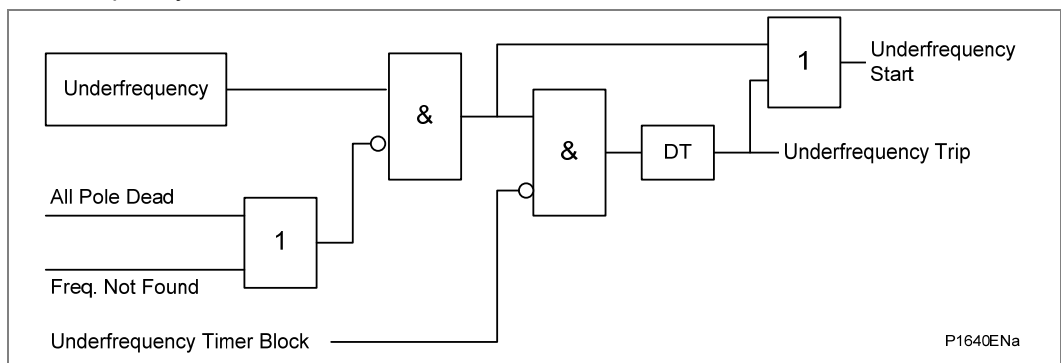 Underfrequency
&
1
Underfrequency
Start
&
DT
Underfrequency Trip
All Pole Dead
1
Freq. Not Found
Underfrequency Timer Block
P1640ENa